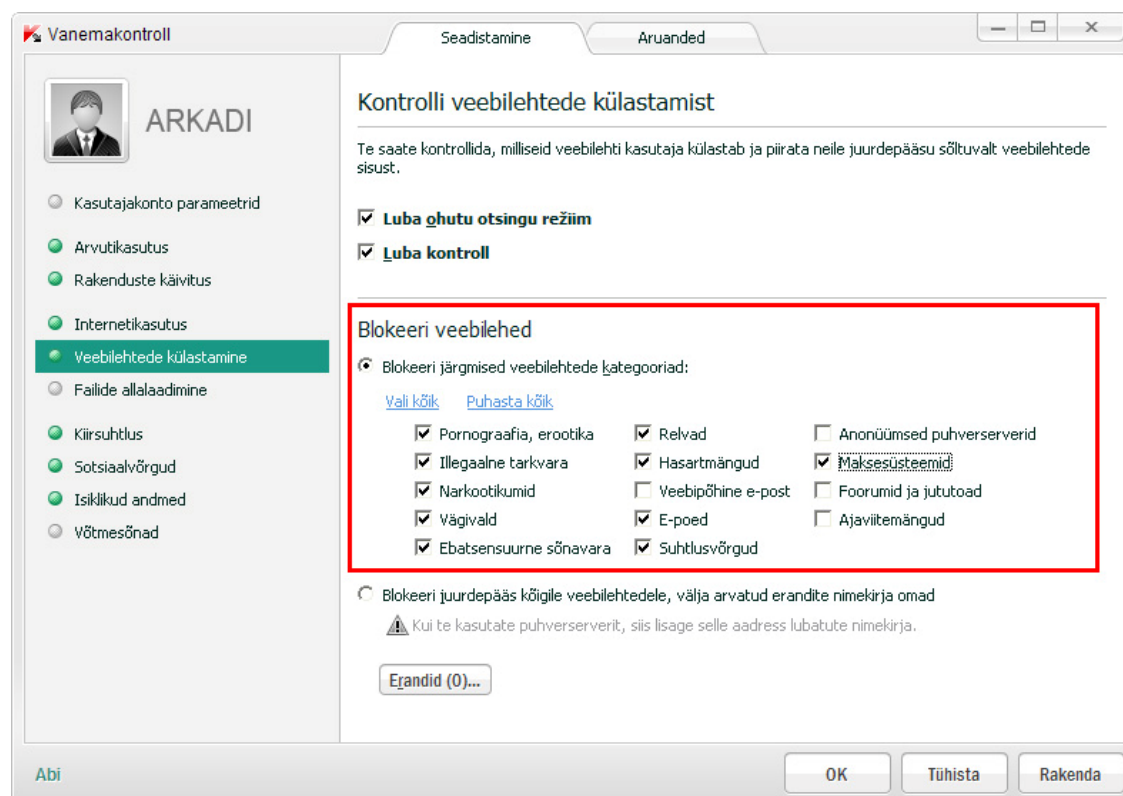 Vanemakontroll
Seadistamine
Aruanded
ARKADI
Kasutajakonto parameetrid
Arvutikasutus
Rakenduste käivitus
Internetikasutus
Veebilehtede külastamine
Failide allalaadimine
Kiirsuhtlus
Sotsiaalvõrgud
Isiklikud andmed
Võtmesõnad
Kontrolli veebilehtede külastamist
Te saate kontrollida, milliseid veebilehti kasutaja külastab ja piirata neile juurdepääsu sõltuvalt veebilehtede
sisust.
Luba ohutu otsingu režiim
Luba kontroll
Blokeeri veebilehed
Blokeeri järgmised veebilehtede kategooriad:
Vali kõik Puhasta kõik
Pornograafia, erootika Relvad Anonüümsed puhverserverid
Illegaalne tarkvara Hasartmängud Maksesüsteemid
Narkootikumid Veebipõhine e-post Foorumid ja jututoad
Vägivald E-poed Ajaviitemängud
Ebatsensuurne sõnavara Suhtlusvõrgud
Blokeeri juurdepääs kõigile veebilehtedele, välja arvatud erandite nimekirja omad
Kui te kasutate puhverserverit, siis lisage selle aadress lubatute nimekirja.
Erandid (0)...
Abi
OK Tühista Rakenda